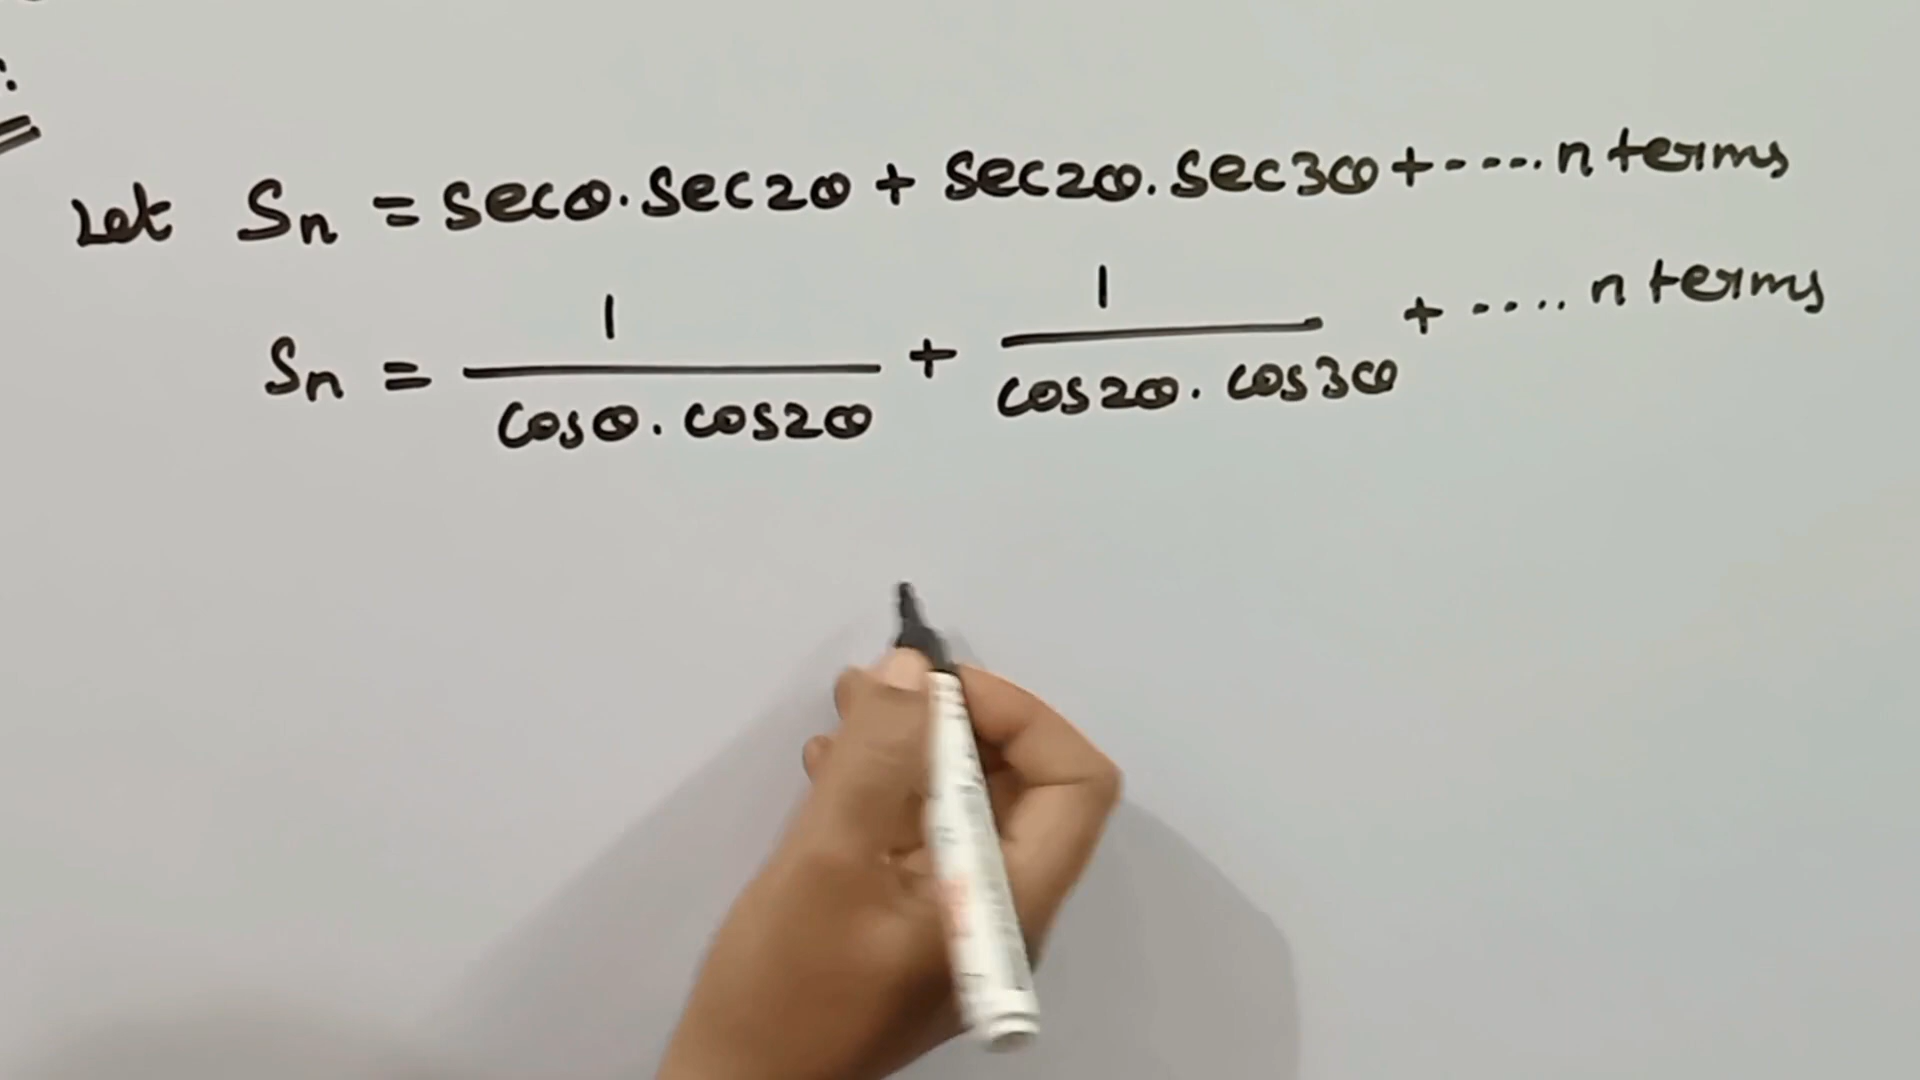 Let Sn = secθ.sec2θ + sec2θ.sec3θ +----.n terms
Sn = 1/(cosθ.cos2θ) + 1/(cos2θ.cos3θ) + ..... n terms